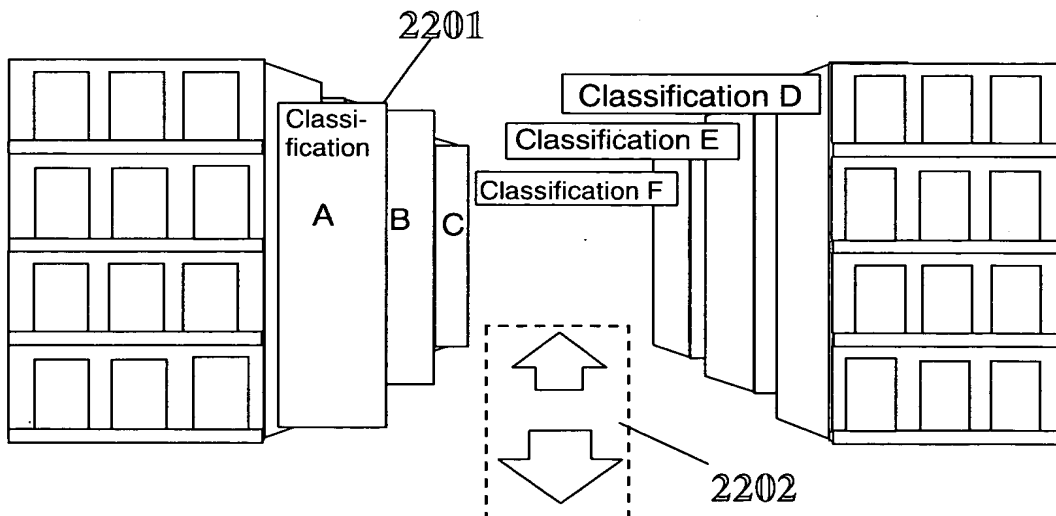 2201
Classification D
Classi-
fication
Classification E
Classification F
A
B
C
2202